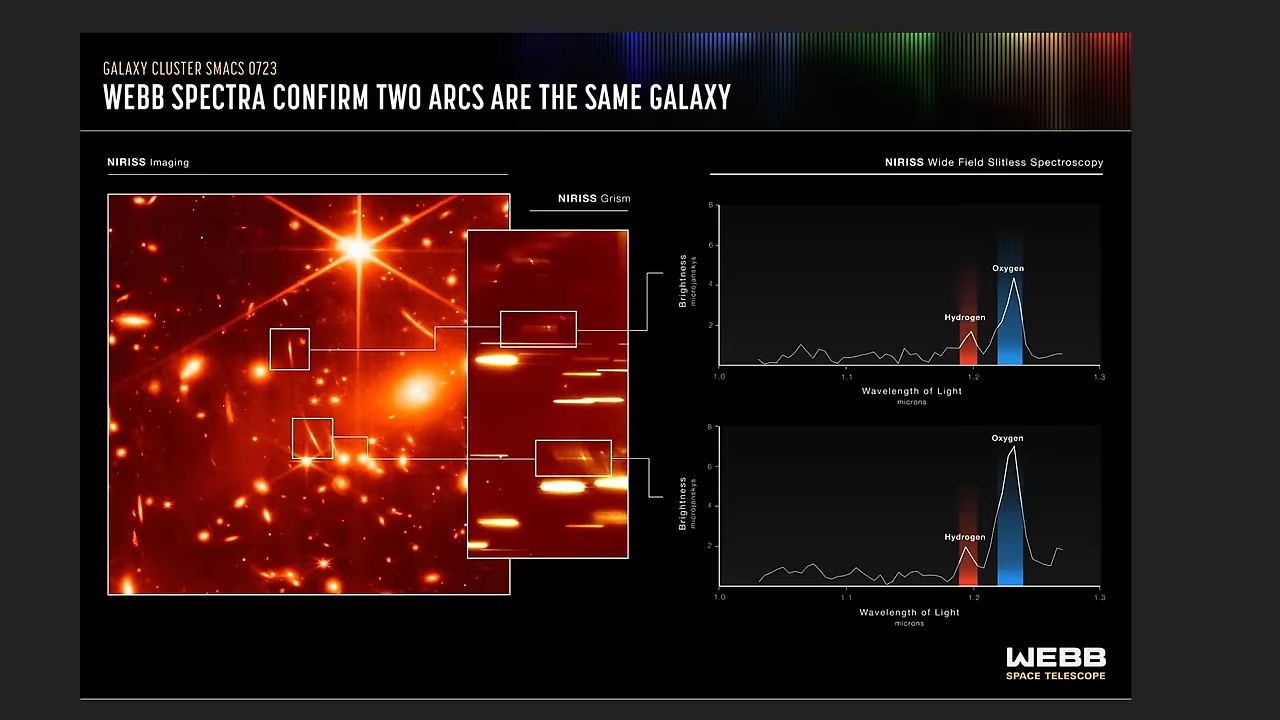 GALAXY CLUSTER SMACS 0723
WEBB SPECTRA CONFIRM TWO ARCS ARE THE SAME GALAXY
NIRISS Imaging
NIRISS Grism
NIRISS Wide Field Slitless Spectroscopy
8
6
4
2
Brightness
microjanskys
Oxygen
Hydrogen
1.0
1.1
1.2
1.3
Wavelength of Light
microns
8
6
4
2
Brightness
microjanskys
Oxygen
Hydrogen
1.0
1.1
1.2
1.3
Wavelength of Light
microns
WEBB
SPACE TELESCOPE